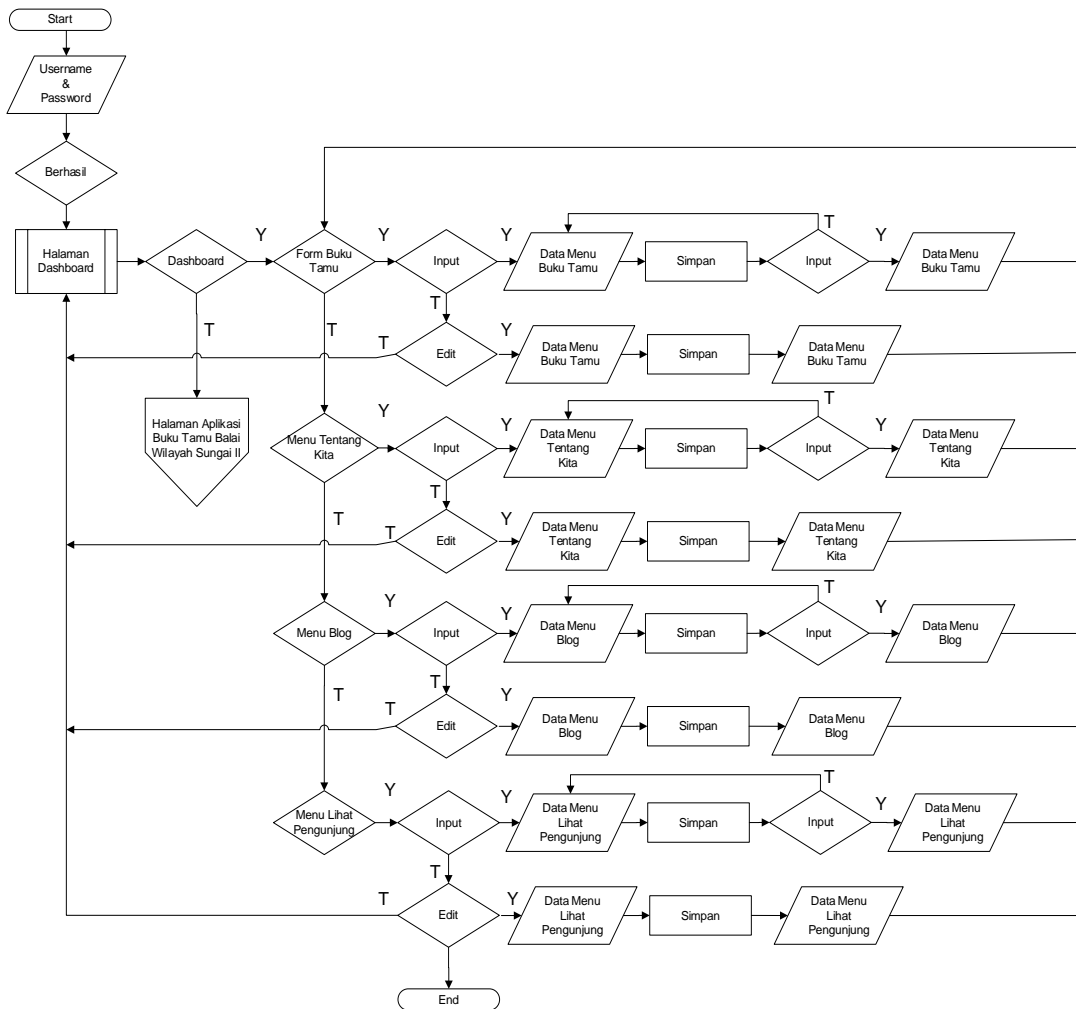 Start
Username
&
Password
Berhasil
Halaman
Dashboard
Dashboard
Y
T
Halaman Aplikasi
Buku Tamu Balai
Wilayah Sungai II
Form Buku
Tamu
Y
T
Input
Y
T
Data Menu
Buku Tamu
Simpan
Input
T
Y
Data Menu
Buku Tamu
T
Edit
Y
Data Menu
Buku Tamu
Simpan
Data Menu
Buku Tamu
Menu Tentang
Kita
Y
T
Input
Y
T
Data Menu
Tentang
Kita
Simpan
Input
T
Y
Data Menu
Tentang
Kita
T
Edit
Y
Data Menu
Tentang
Kita
Simpan
Data Menu
Tentang
Kita
Menu Blog
Y
T
Input
Y
T
Data Menu
Blog
Simpan
Input
T
Y
Data Menu
Blog
T
Edit
Y
Data Menu
Blog
Simpan
Data Menu
Blog
Menu Lihat
Pengunjung
Y
Input
Y
T
Data Menu
Lihat
Pengunjung
Simpan
Input
T
Y
Data Menu
Lihat
Pengunjung
T
Edit
Y
Data Menu
Lihat
Pengunjung
Simpan
Data Menu
Lihat
Pengunjung
End